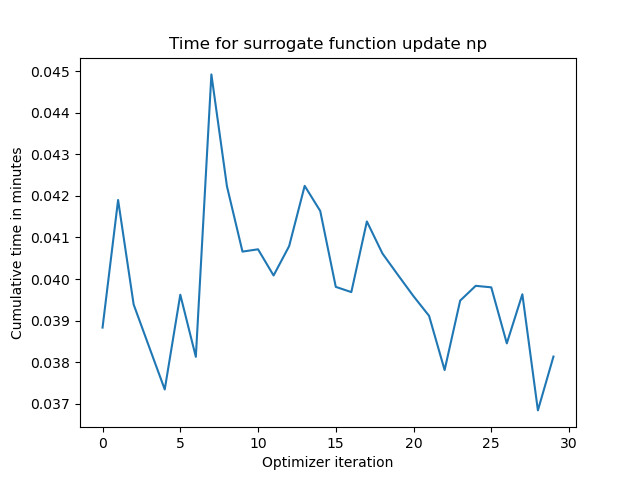 Time for surrogate function update np
0.045
0.044
0.043
0.042
0.041
0.040
0.039
0.038
0.037
Cumulative time in minutes
0 5 10 15 20 25 30
Optimizer iteration